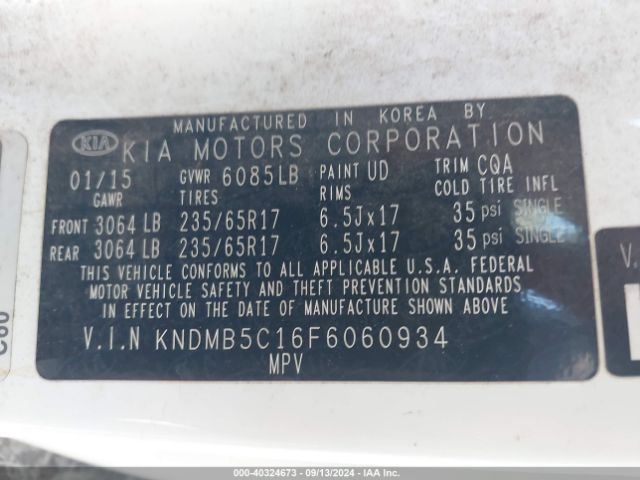 MANUFACTURED IN KOREA BY
KIA KIA MOTORS CORPORATION
01/15 GVWR 6085LB PAINT UD TRIM CQA
GAWR TIRES RIMS COLD TIRE INFL
FRONT 3064 LB 235/65R17 6.5Jx17 35 psi SINGLE
REAR 3064 LB 235/65R17 6.5Jx17 35 psi SINGLE
THIS VEHICLE CONFORMS TO ALL APPLICABLE U.S.A. FEDERAL
MOTOR VEHICLE SAFETY AND THEFT PREVENTION STANDARDS
IN EFFECT ON THE DATE OF MANUFACTURE SHOWN ABOVE
V.I.N KNDMB5C16F6060934
MPV
V.
000-40324673 - 09/13/2024 - IAA Inc.